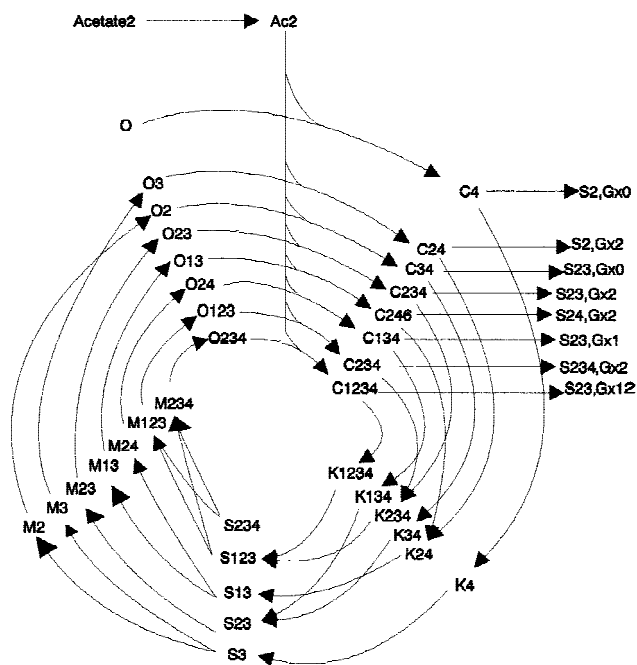 Acetate2 Ac2
O
O3 C4 S2,Gx0
O2
O23 C24 S2,Gx2
O13 C34 S23,Gx0
O24 C234 S23,Gx2
O123 C246 S24,Gx2
O234 C134 S23,Gx1
C234 S234,Gx2
C1234 S23,Gx12
M234
M123
M24
M13 K1234
M23 K134
M3 K234
M2 S234 K34
S123 K24
S13 K4
S23
S3